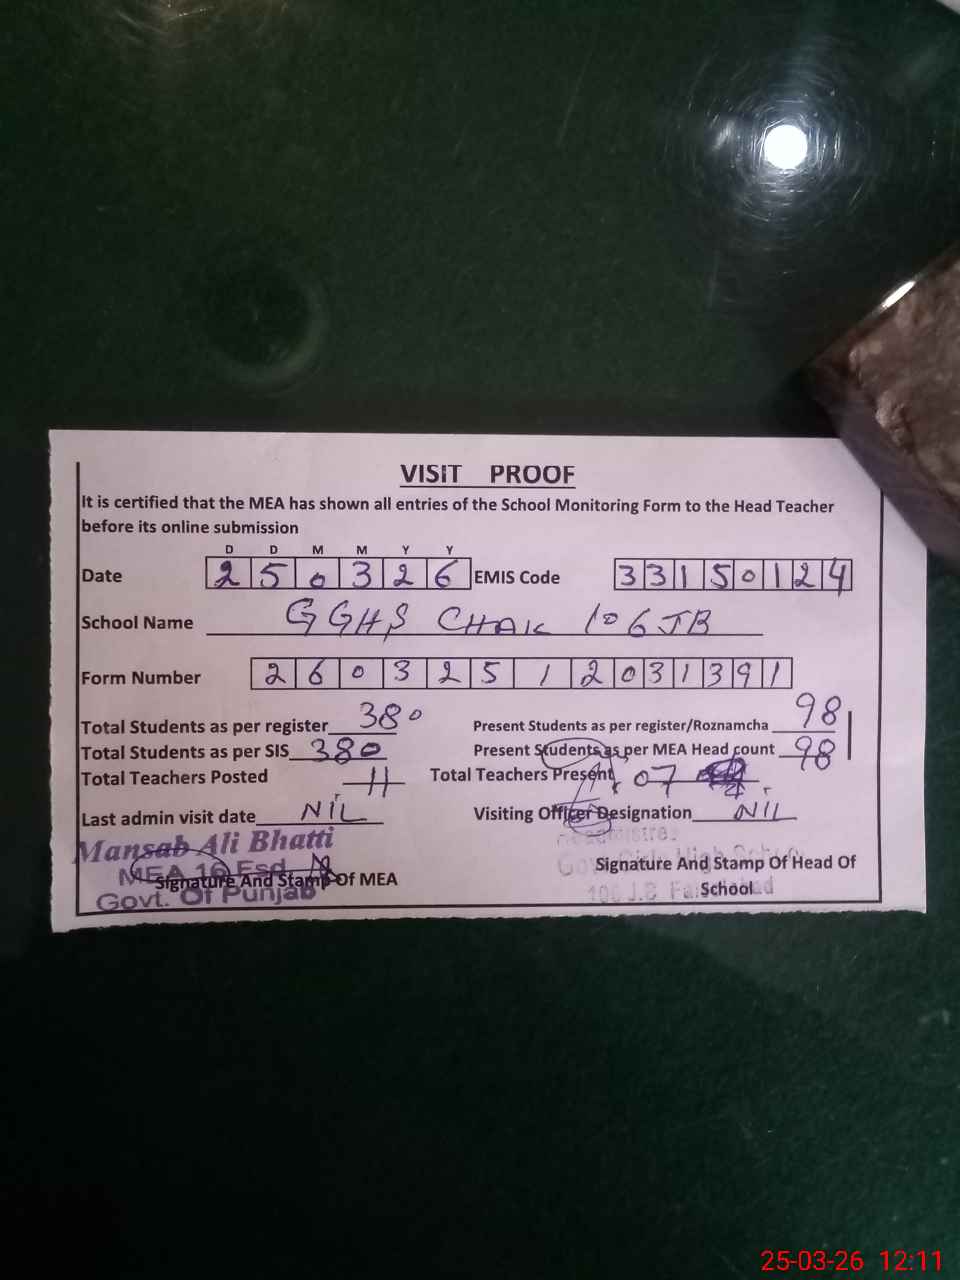 VISIT PROOF
It is certified that the MEA has shown all entries of the School Monitoring Form to the Head Teacher
before its online submission
D D M M Y Y
Date 2 5 0 3 2 6 EMIS Code 3 3 1 5 0 1 2 4
School Name GGHS CHAK 106 JB
Form Number 2 6 0 3 2 5 1 2 0 3 1 3 9 1
Total Students as per register 380 Present Students as per register/Roznamcha 98
Total Students as per SIS 380 Present Students as per MEA Head count 98
Total Teachers Posted 11 Total Teachers Present 07
Last admin visit date NIL Visiting Officer Designation NIL
Mansab Ali Bhatti
MEA 16 Fsd
Govt. Of Punjab
Signature And Stamp Of MEA
Signature And Stamp Of Head Of
School
106 J.B
25-03-26 12:11